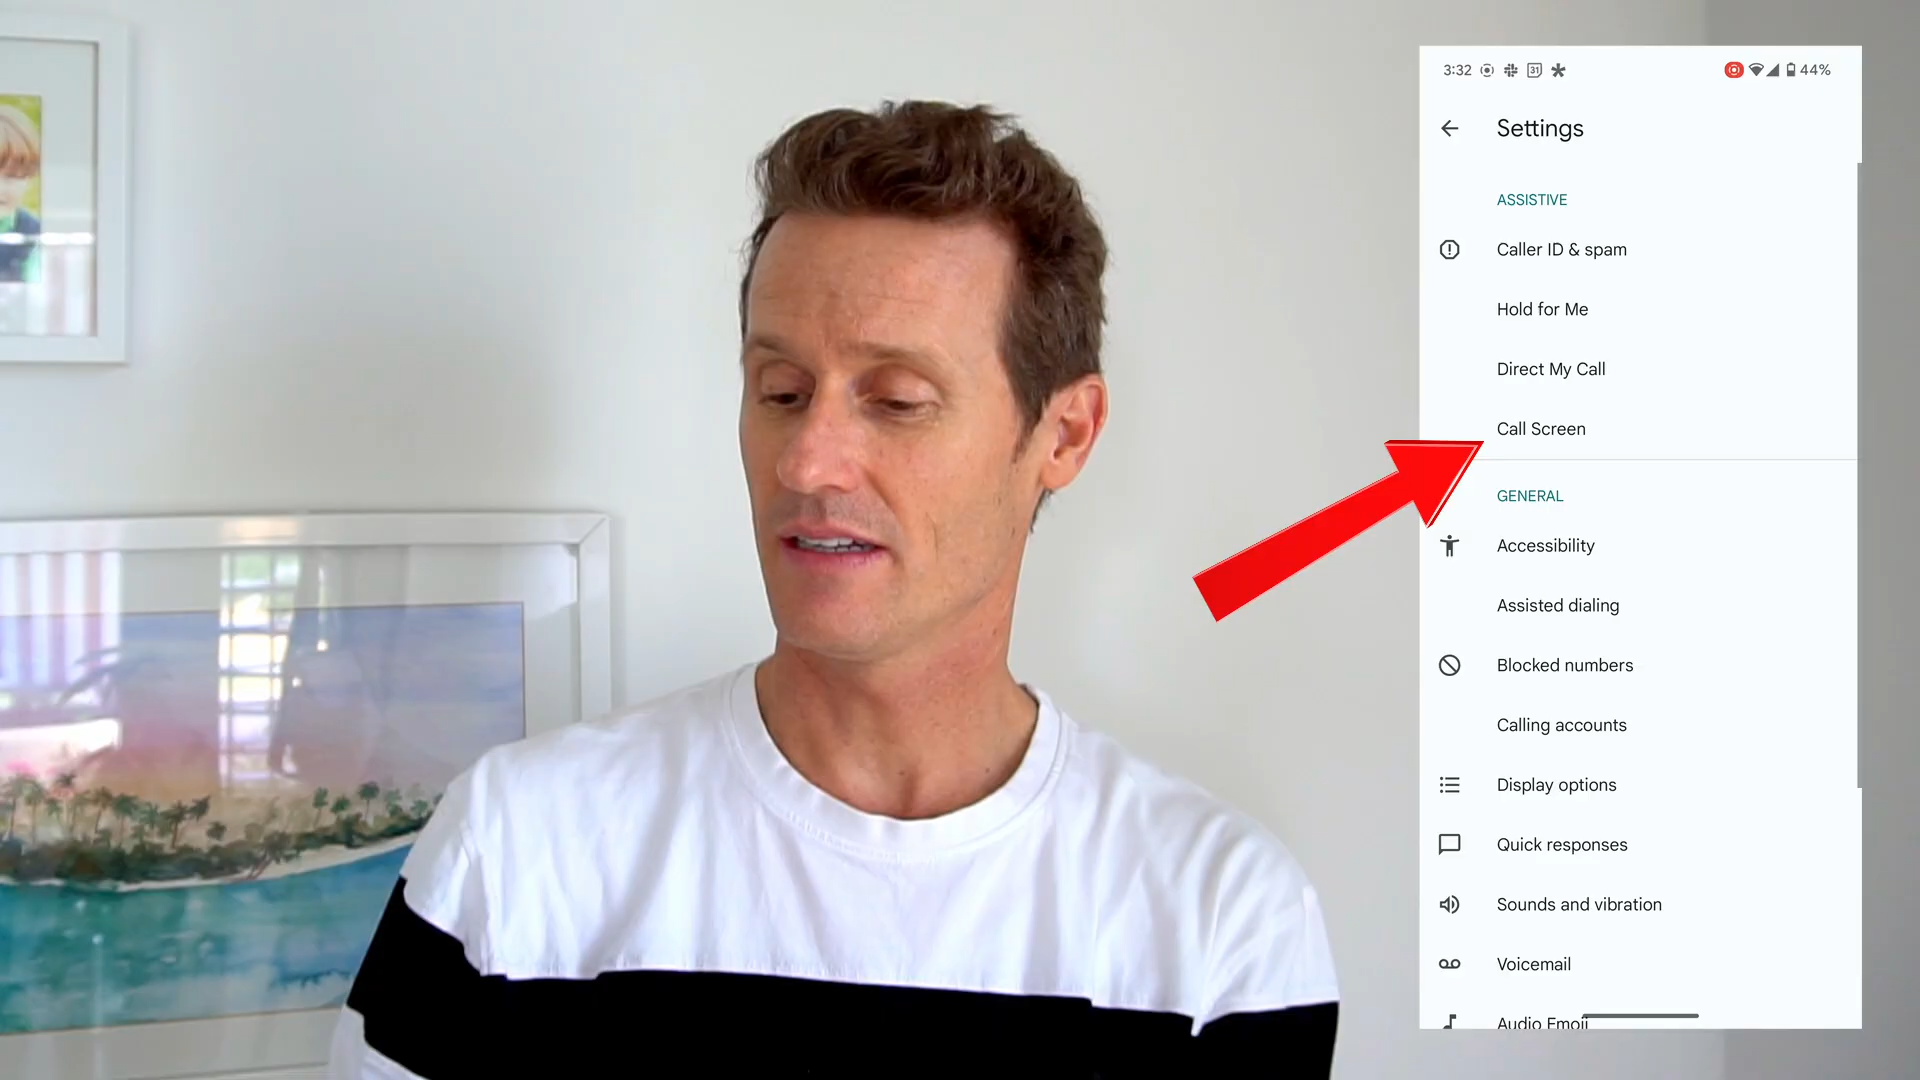 3:32 31 44%
Settings
ASSISTIVE
Caller ID & spam
Hold for Me
Direct My Call
Call Screen
GENERAL
Accessibility
Assisted dialing
Blocked numbers
Calling accounts
Display options
Quick responses
Sounds and vibration
Voicemail
Audio Emoji